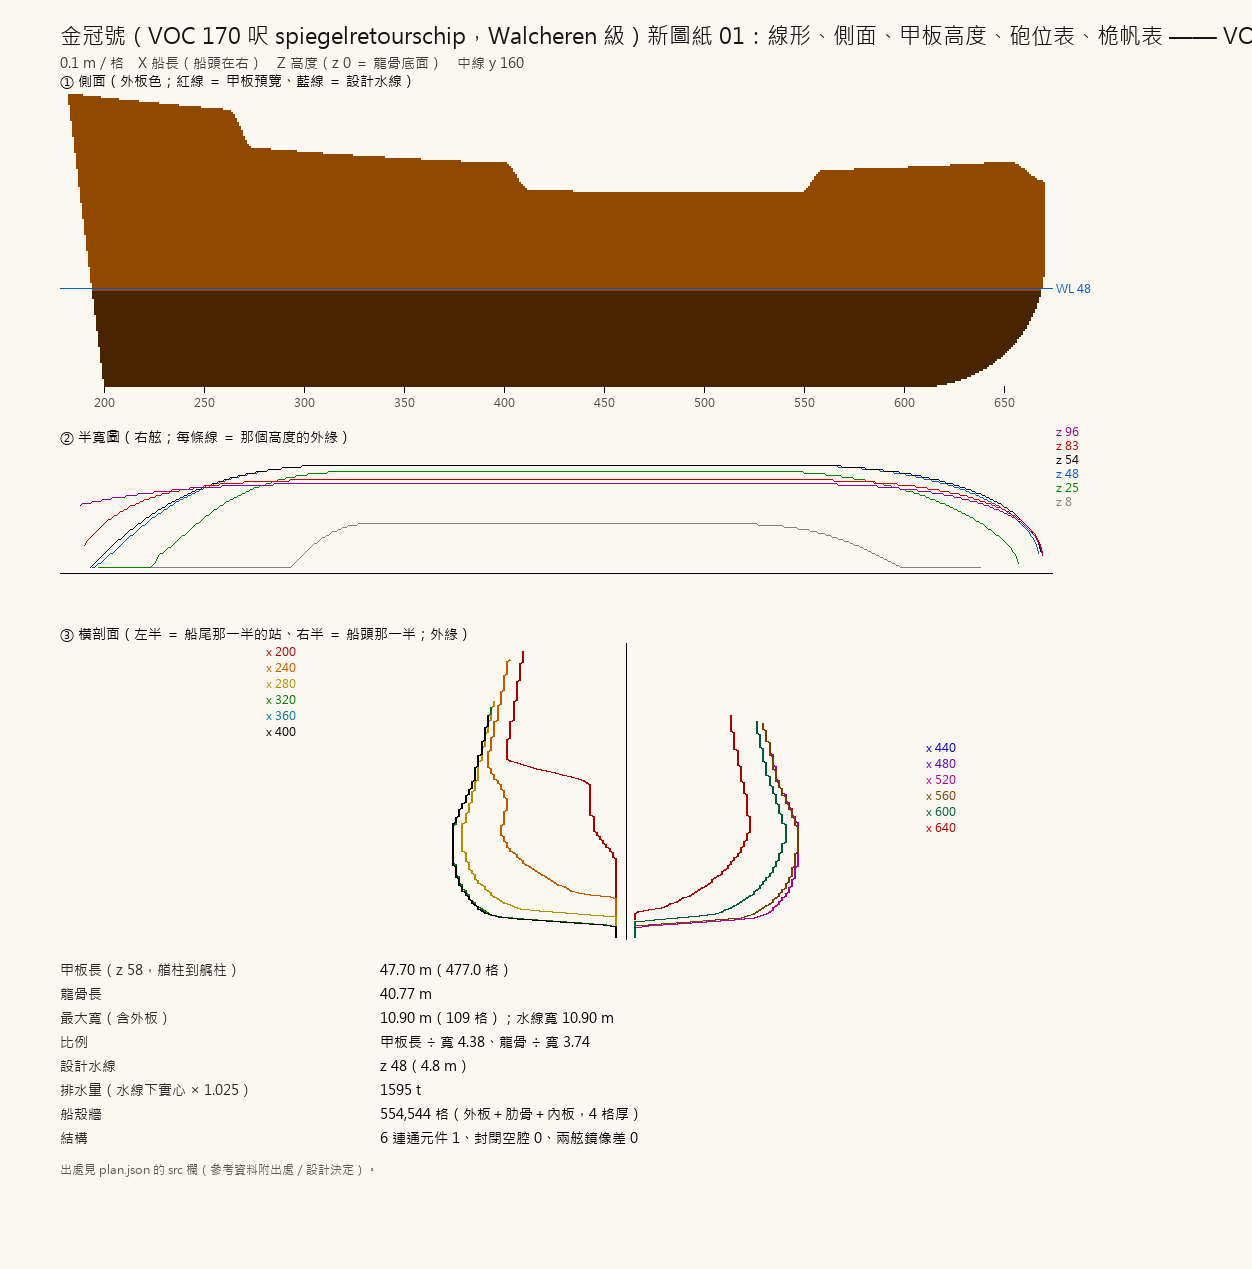 金冠號（VOC 170 呎 spiegelretourschip，Walcheren 級）新圖紙 01：線形、側面、甲板高度、砲位表、桅帆表 —— VO
0.1 m / 格　X 船長（船頭在右）　Z 高度（z 0 = 龍骨底面）　中線 y 160
① 側面（外板色；紅線 = 甲板預覽、藍線 = 設計水線）
WL 48
200 250 300 350 400 450 500 550 600 650
② 半寬圖（右舷；每條線 = 那個高度的外緣）
z 96
z 83
z 54
z 48
z 25
z 8
③ 橫剖面（左半 = 船尾那一半的站、右半 = 船頭那一半；外緣）
x 200
x 240
x 280
x 320
x 360
x 400
x 440
x 480
x 520
x 560
x 600
x 640
甲板長（z 58，艏柱到艉柱） 47.70 m（477.0 格）
龍骨長 40.77 m
最大寬（含外板） 10.90 m（109 格）；水線寬 10.90 m
比例 甲板長 ÷ 寬 4.38、龍骨 ÷ 寬 3.74
設計水線 z 48（4.8 m）
排水量（水線下實心 × 1.025） 1595 t
船殼牆 554,544 格（外板＋肋骨＋內板，4 格厚）
結構 6 連通元件 1、封閉空腔 0、兩舷鏡像差 0
出處見 plan.json 的 src 欄（參考資料附出處 / 設計決定）。